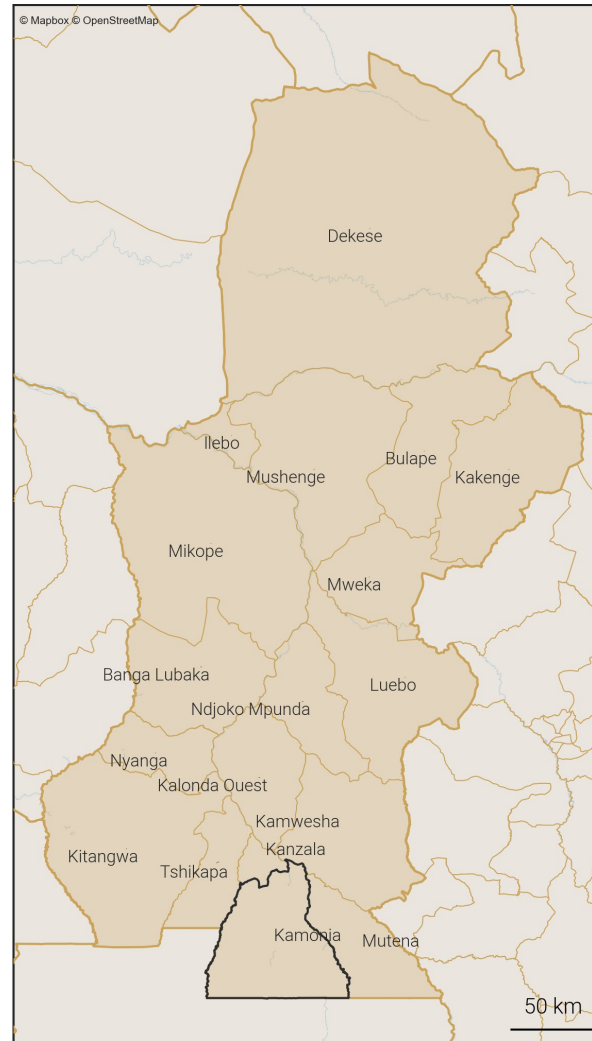 © Mapbox © OpenStreetMap
Dekese
Ilebo
Bulape
Mushenge
Kakenge
Mikope
Mweka
Banga Lubaka
Luebo
Ndjoko Mpunda
Nyanga
Kalonda Ouest
Kamwesha
Kanzala
Kitangwa
Tshikapa
Kamonia
Mutena
50 km